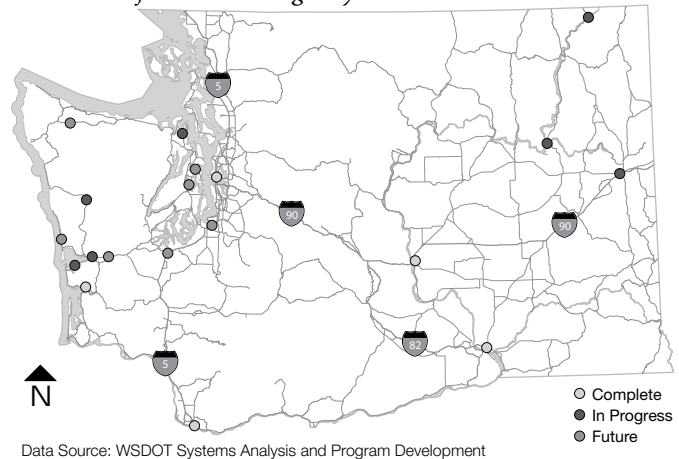 5
90
90
82
5
N
Complete
In Progress
Future
Data Source: WSDOT Systems Analysis and Program Development